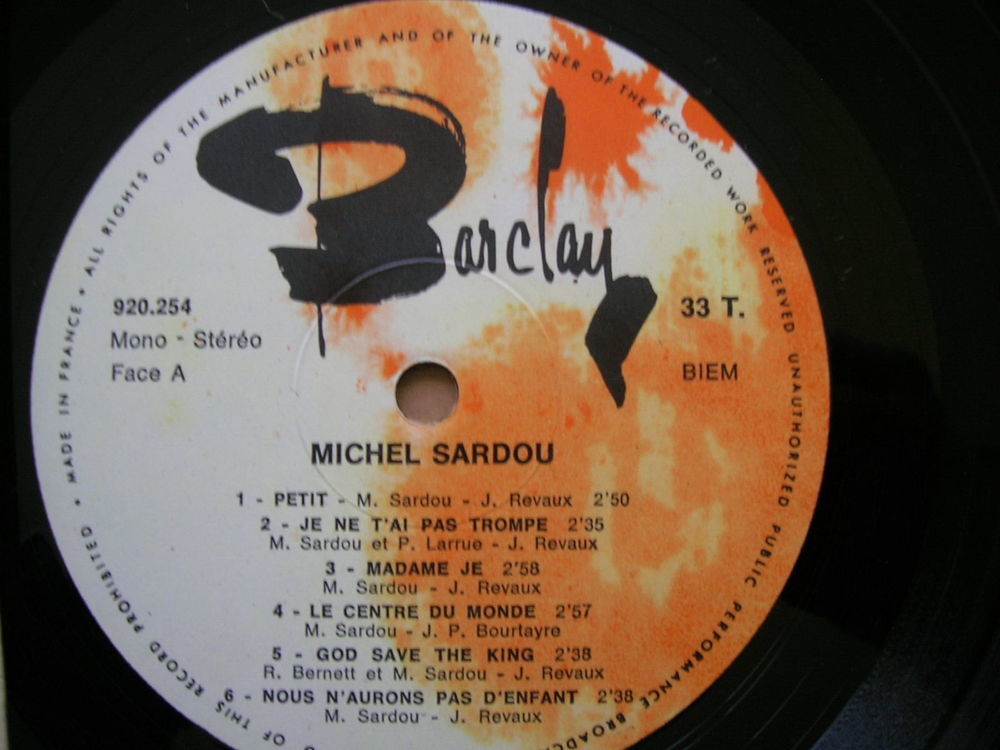 • MADE IN FRANCE • ALL RIGHTS OF THE MANUFACTURER AND OF THE OWNER OF THE RECORDED WORK RESERVED UNAUTHORIZED PUBLIC PERFORMANCE BROADC
G OF THIS RECORD PROHIBITED
Barclay
920.254
33 T.
Mono - Stéréo
Face A
BIEM
MICHEL SARDOU
1 - PETIT - M. Sardou - J. Revaux 2'50
2 - JE NE T'AI PAS TROMPE 2'35
M. Sardou et P. Larrue - J. Revaux
3 - MADAME JE 2'58
M. Sardou - J. Revaux
4 - LE CENTRE DU MONDE 2'57
M. Sardou - J. P. Bourtayre
5 - GOD SAVE THE KING 2'38
R. Bernett et M. Sardou - J. Revaux
6 - NOUS N'AURONS PAS D'ENFANT 2'38
M. Sardou - J. Revaux